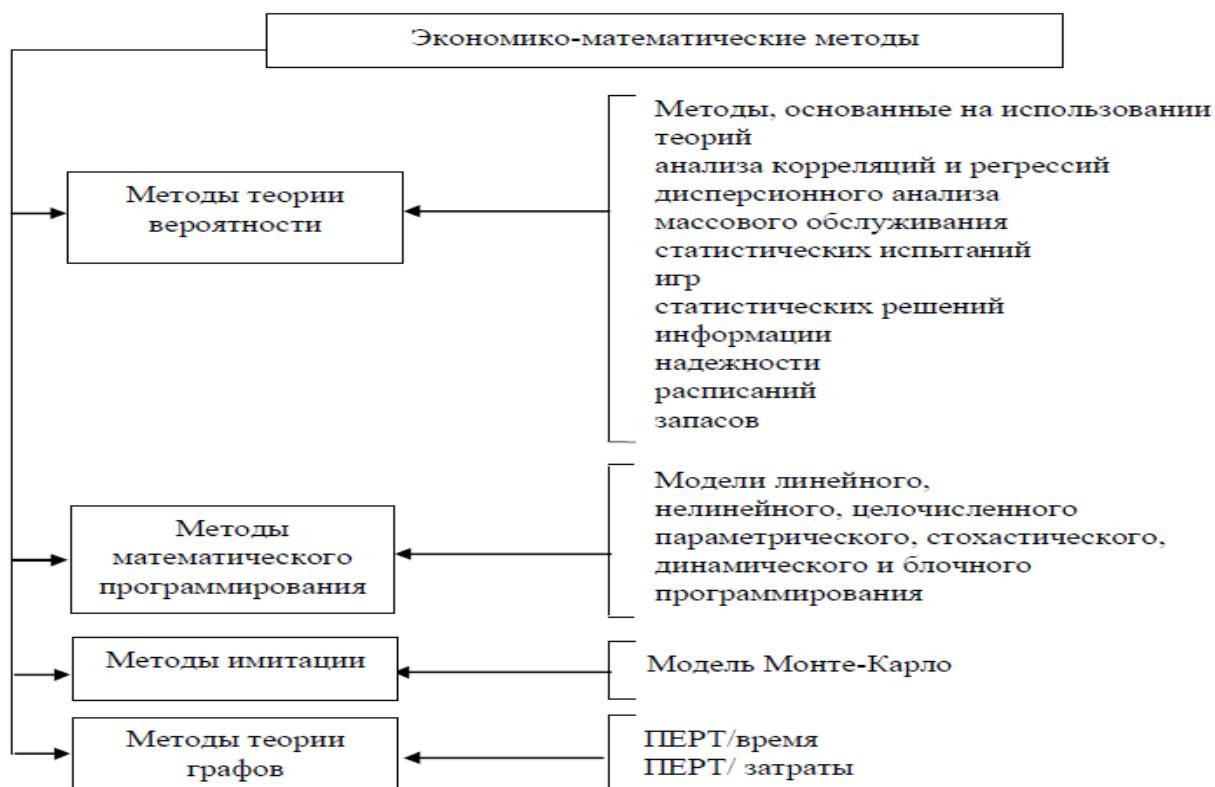 Экономико-математические методы
Методы теории
вероятности
Методы, основанные на использовании
теорий
анализа корреляций и регрессий
дисперсионного анализа
массового обслуживания
статистических испытаний
игр
статистических решений
информации
надежности
расписаний
запасов
Методы
математического
программирования
Модели линейного,
нелинейного, целочисленного
параметрического, стохастического,
динамического и блочного
программирования
Методы имитации
Модель Монте-Карло
Методы теории
графов
ПЕРТ/время
ПЕРТ/ затраты